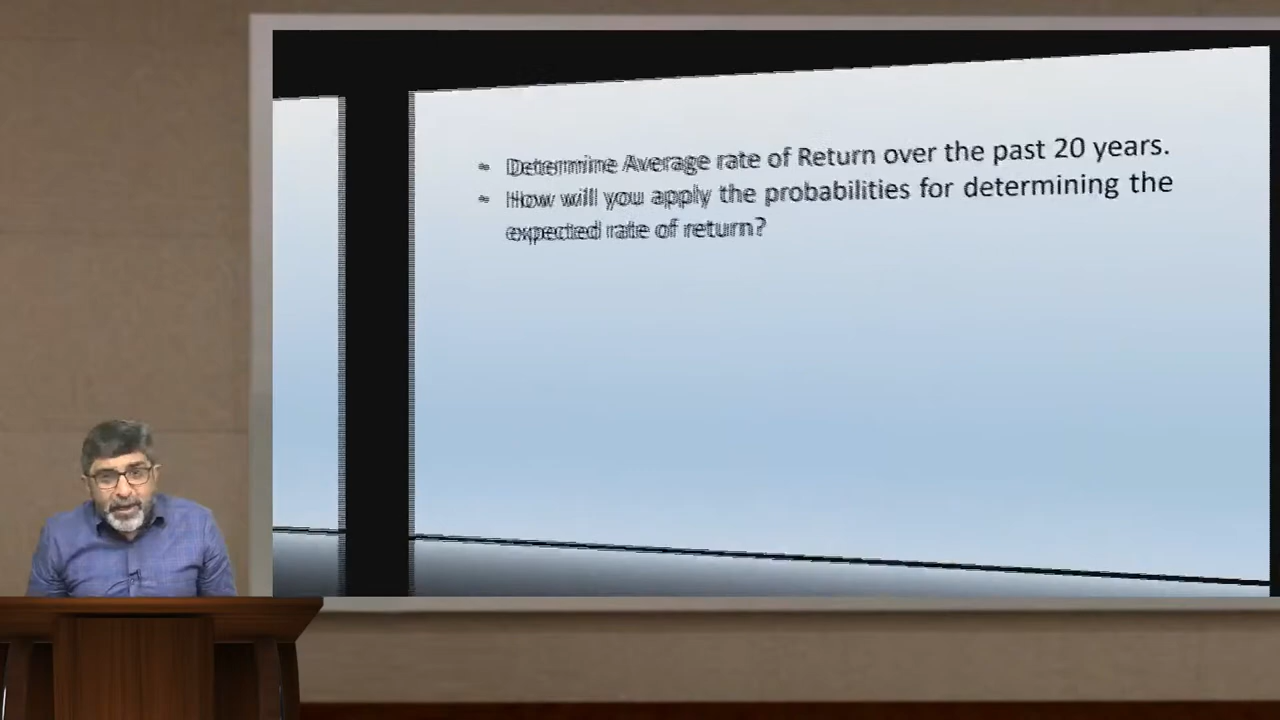 Determine Average rate of Return over the past 20 years.
How will you apply the probabilities for determining the
expected rate of return?